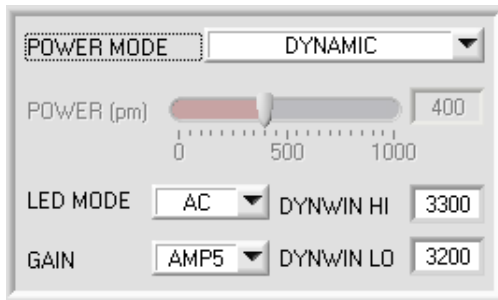 POWER MODE DYNAMIC
POWER (pm) 400
0 500 1000
LED MODE AC DYNWIN HI 3300
GAIN AMP5 DYNWIN LO 3200